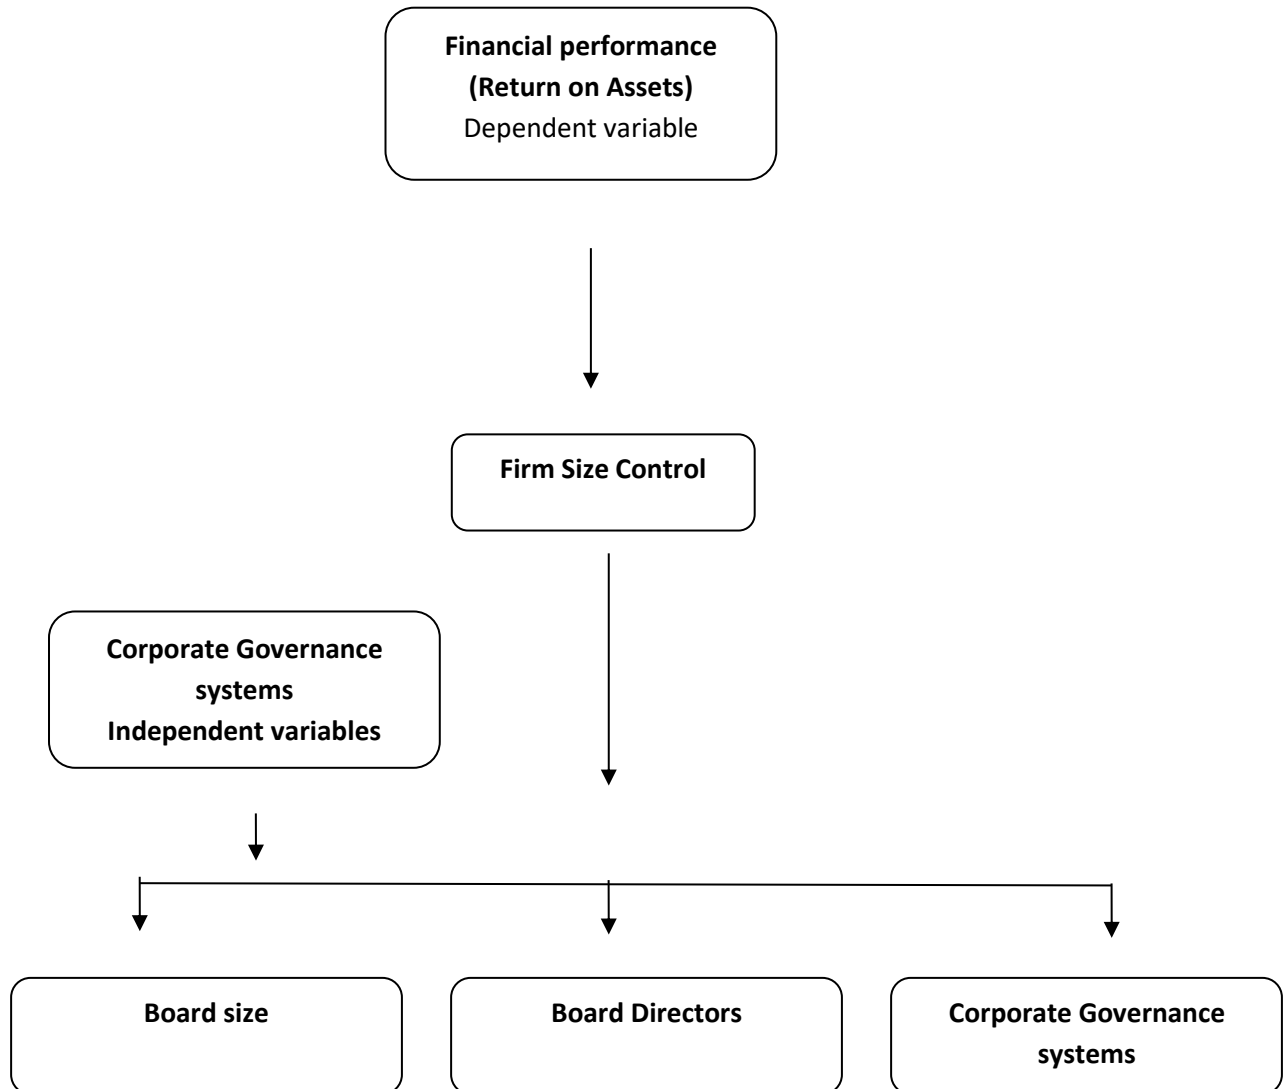 Financial performance
(Return on Assets)
Dependent variable
Firm Size Control
Corporate Governance
systems
Independent variables
Board size
Board Directors
Corporate Governance
systems